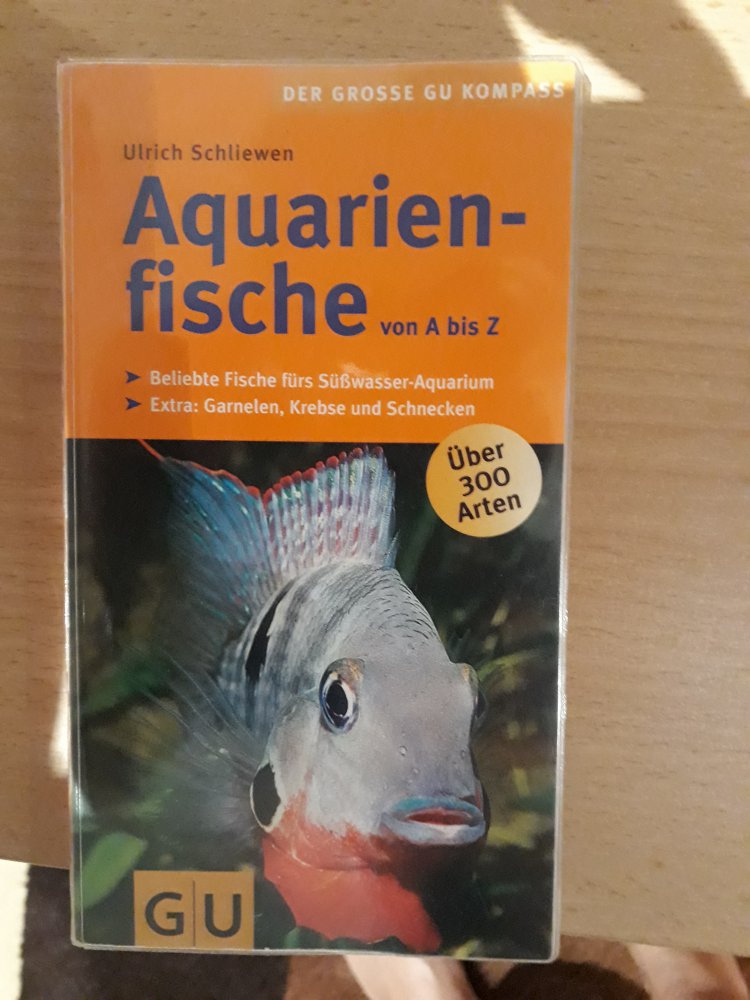 DER GROSSE GU KOMPASS
Ulrich Schliewen
Aquarien-
fische von A bis Z
➤ Beliebte Fische fürs Süßwasser-Aquarium
➤ Extra: Garnelen, Krebse und Schnecken
Über
300
Arten
GU